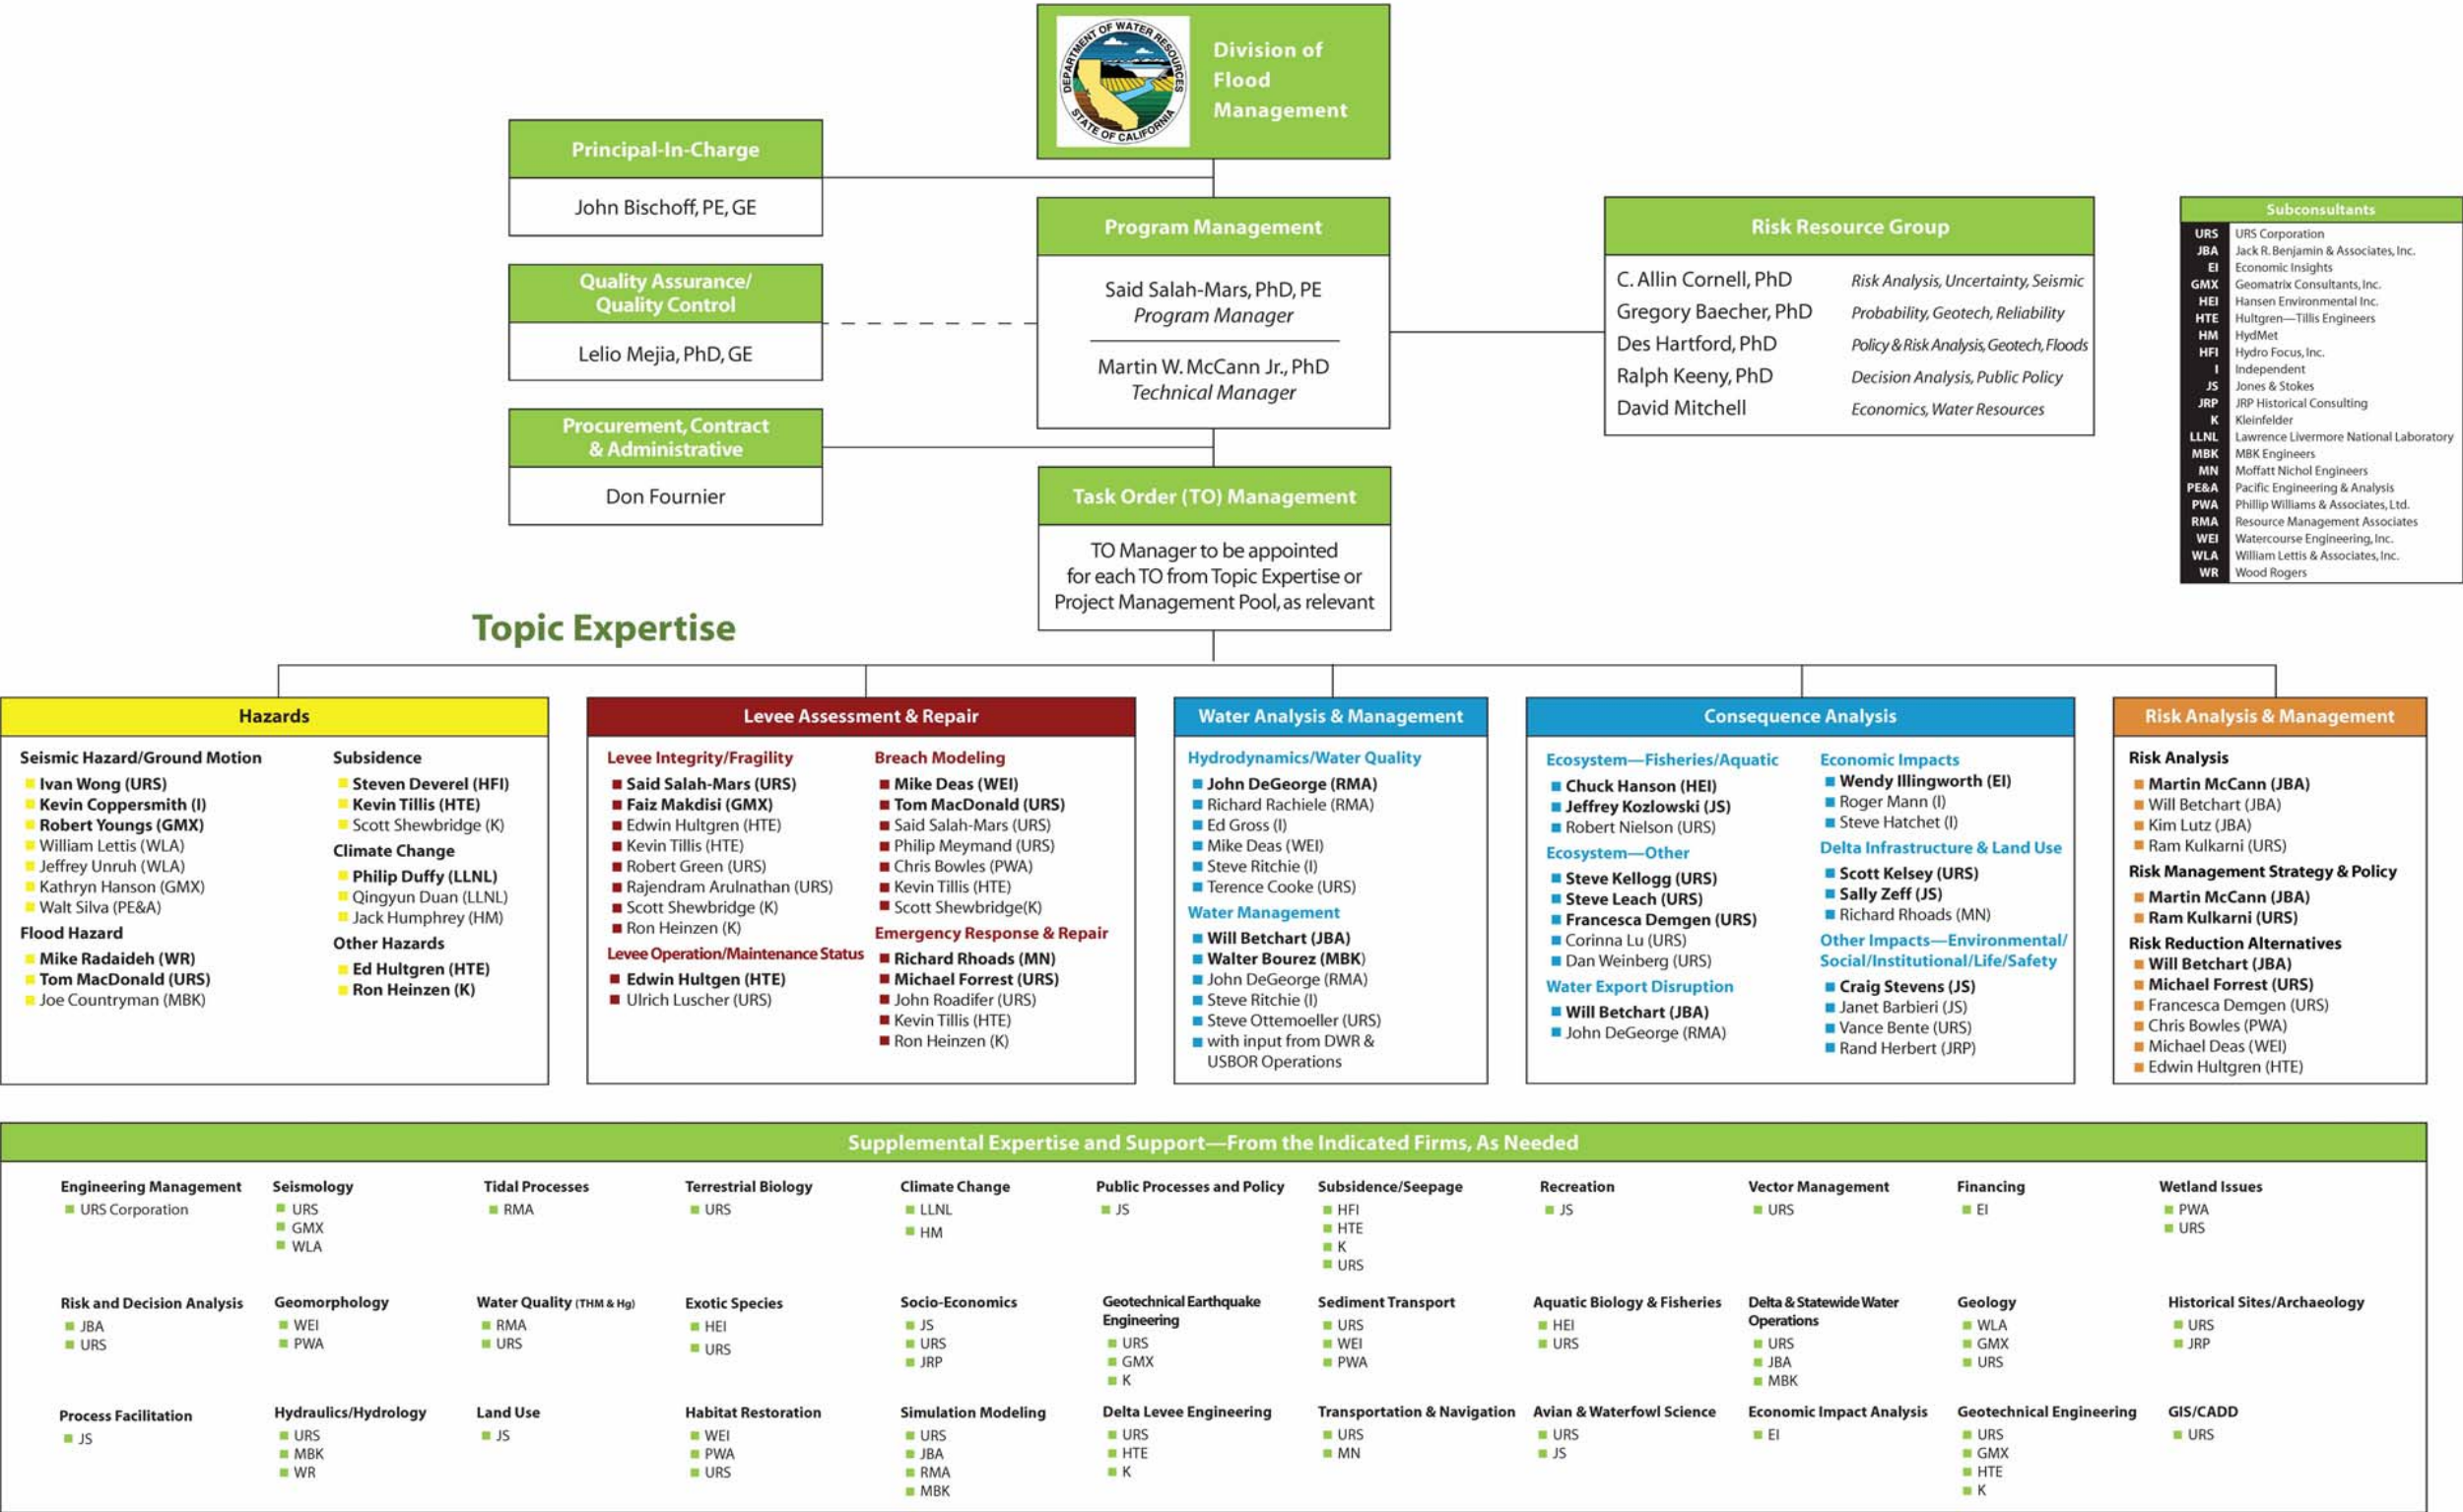 DEPARTMENT OF WATER RESOURCES
STATE OF CALIFORNIA
Division of
Flood
Management
Principal-In-Charge
John Bischoff, PE, GE
Quality Assurance/
Quality Control
Lelio Mejia, PhD, GE
Procurement, Contract
& Administrative
Don Fournier
Program Management
Said Salah-Mars, PhD, PE
Program Manager
Martin W. McCann Jr., PhD
Technical Manager
Task Order (TO) Management
TO Manager to be appointed
for each TO from Topic Expertise or
Project Management Pool, as relevant
Risk Resource Group
C. Allin Cornell, PhD Risk Analysis, Uncertainty, Seismic
Gregory Baecher, PhD Probability, Geotech, Reliability
Des Hartford, PhD Policy & Risk Analysis, Geotech, Floods
Ralph Keeny, PhD Decision Analysis, Public Policy
David Mitchell Economics, Water Resources
Subconsultants
URS URS Corporation
JBA Jack R. Benjamin & Associates, Inc.
EI Economic Insights
GMX Geomatrix Consultants, Inc.
HEI Hansen Environmental Inc.
HTE Hultgren—Tillis Engineers
HM HydMet
HFI Hydro Focus, Inc.
I Independent
JS Jones & Stokes
JRP JRP Historical Consulting
K Kleinfelder
LLNL Lawrence Livermore National Laboratory
MBK MBK Engineers
MN Moffatt Nichol Engineers
PE&A Pacific Engineering & Analysis
PWA Phillip Williams & Associates, Ltd.
RMA Resource Management Associates
WEI Watercourse Engineering, Inc.
WLA William Lettis & Associates, Inc.
WR Wood Rogers
Topic Expertise
Hazards
Seismic Hazard/Ground Motion
Ivan Wong (URS)
Kevin Coppersmith (I)
Robert Youngs (GMX)
William Lettis (WLA)
Jeffrey Unruh (WLA)
Kathryn Hanson (GMX)
Walt Silva (PE&A)
Flood Hazard
Mike Radaideh (WR)
Tom MacDonald (URS)
Joe Countryman (MBK)
Subsidence
Steven Deverel (HFI)
Kevin Tillis (HTE)
Scott Shewbridge (K)
Climate Change
Philip Duffy (LLNL)
Qingyun Duan (LLNL)
Jack Humphrey (HM)
Other Hazards
Ed Hultgren (HTE)
Ron Heinzen (K)
Levee Assessment & Repair
Levee Integrity/Fragility
Said Salah-Mars (URS)
Faiz Makdisi (GMX)
Edwin Hultgren (HTE)
Kevin Tillis (HTE)
Robert Green (URS)
Rajendram Arulnathan (URS)
Scott Shewbridge (K)
Ron Heinzen (K)
Levee Operation/Maintenance Status
Edwin Hultgen (HTE)
Ulrich Luscher (URS)
Breach Modeling
Mike Deas (WEI)
Tom MacDonald (URS)
Said Salah-Mars (URS)
Philip Meymand (URS)
Chris Bowles (PWA)
Kevin Tillis (HTE)
Scott Shewbridge(K)
Emergency Response & Repair
Richard Rhoads (MN)
Michael Forrest (URS)
John Roadifer (URS)
Kevin Tillis (HTE)
Ron Heinzen (K)
Water Analysis & Management
Hydrodynamics/Water Quality
John DeGeorge (RMA)
Richard Rachiele (RMA)
Ed Gross (I)
Mike Deas (WEI)
Steve Ritchie (I)
Terence Cooke (URS)
Water Management
Will Betchart (JBA)
Walter Bourez (MBK)
John DeGeorge (RMA)
Steve Ritchie (I)
Steve Ottemoeller (URS)
with input from DWR &
USBOR Operations
Consequence Analysis
Ecosystem—Fisheries/Aquatic
Chuck Hanson (HEI)
Jeffrey Kozlowski (JS)
Robert Nielson (URS)
Ecosystem—Other
Steve Kellogg (URS)
Steve Leach (URS)
Francesca Demgen (URS)
Corinna Lu (URS)
Dan Weinberg (URS)
Water Export Disruption
Will Betchart (JBA)
John DeGeorge (RMA)
Economic Impacts
Wendy Illingworth (EI)
Roger Mann (I)
Steve Hatchet (I)
Delta Infrastructure & Land Use
Scott Kelsey (URS)
Sally Zeff (JS)
Richard Rhoads (MN)
Other Impacts—Environmental/
Social/Institutional/Life/Safety
Craig Stevens (JS)
Janet Barbieri (JS)
Vance Bente (URS)
Rand Herbert (JRP)
Risk Analysis & Management
Risk Analysis
Martin McCann (JBA)
Will Betchart (JBA)
Kim Lutz (JBA)
Ram Kulkarni (URS)
Risk Management Strategy & Policy
Martin McCann (JBA)
Ram Kulkarni (URS)
Risk Reduction Alternatives
Will Betchart (JBA)
Michael Forrest (URS)
Francesca Demgen (URS)
Chris Bowles (PWA)
Michael Deas (WEI)
Edwin Hultgren (HTE)
Supplemental Expertise and Support—From the Indicated Firms, As Needed
Engineering Management
URS Corporation
Seismology
URS
GMX
WLA
Tidal Processes
RMA
Terrestrial Biology
URS
Climate Change
LLNL
HM
Public Processes and Policy
JS
Subsidence/Seepage
HFI
HTE
K
URS
Recreation
JS
Vector Management
URS
Financing
EI
Wetland Issues
PWA
URS
Risk and Decision Analysis
JBA
URS
Geomorphology
WEI
PWA
Water Quality (THM & Hg)
RMA
URS
Exotic Species
HEI
URS
Socio-Economics
JS
URS
JRP
Geotechnical Earthquake
Engineering
URS
GMX
K
Sediment Transport
URS
WEI
PWA
Aquatic Biology & Fisheries
HEI
URS
Delta & Statewide Water
Operations
URS
JBA
MBK
Geology
WLA
GMX
URS
Historical Sites/Archaeology
URS
JRP
Process Facilitation
JS
Hydraulics/Hydrology
URS
MBK
WR
Land Use
JS
Habitat Restoration
WEI
PWA
URS
Simulation Modeling
URS
JBA
RMA
MBK
Delta Levee Engineering
URS
HTE
K
Transportation & Navigation
URS
MN
Avian & Waterfowl Science
URS
JS
Economic Impact Analysis
EI
Geotechnical Engineering
URS
GMX
HTE
K
GIS/CADD
URS